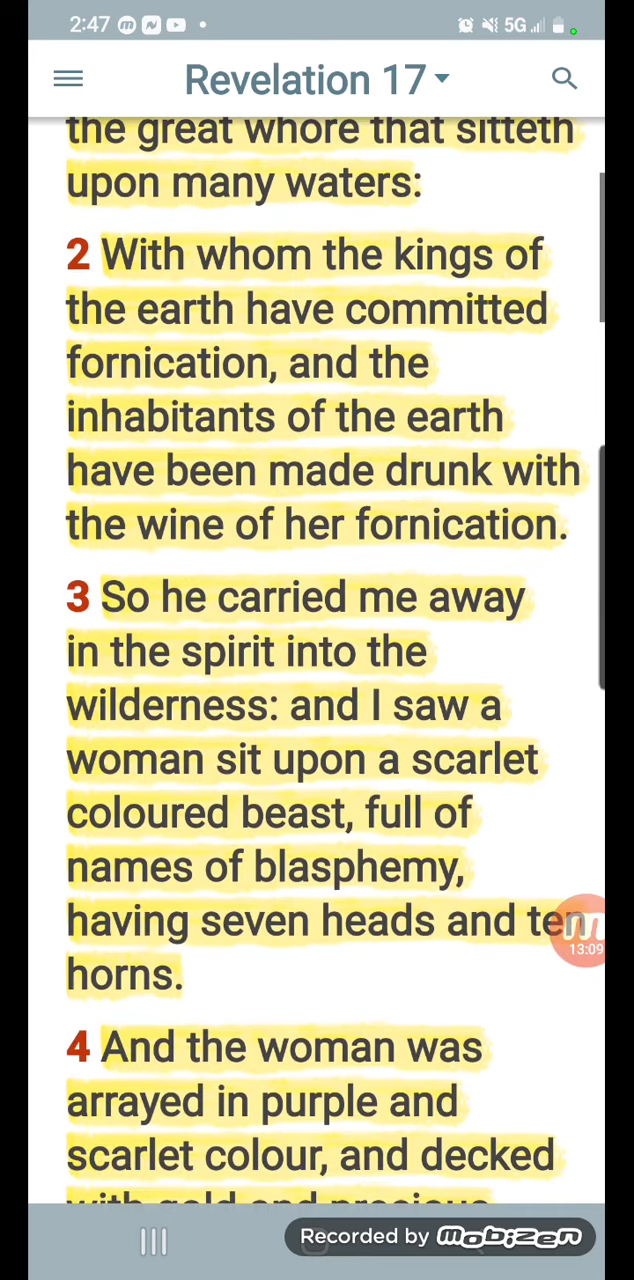 2:47
5G
Revelation 17
the great whore that sitteth
upon many waters:
2 With whom the kings of
the earth have committed
fornication, and the
inhabitants of the earth
have been made drunk with
the wine of her fornication.
3 So he carried me away
in the spirit into the
wilderness: and I saw a
woman sit upon a scarlet
coloured beast, full of
names of blasphemy,
having seven heads and ten
horns.
13:09
4 And the woman was
arrayed in purple and
scarlet colour, and decked
with gold and precious
Recorded by mobizen